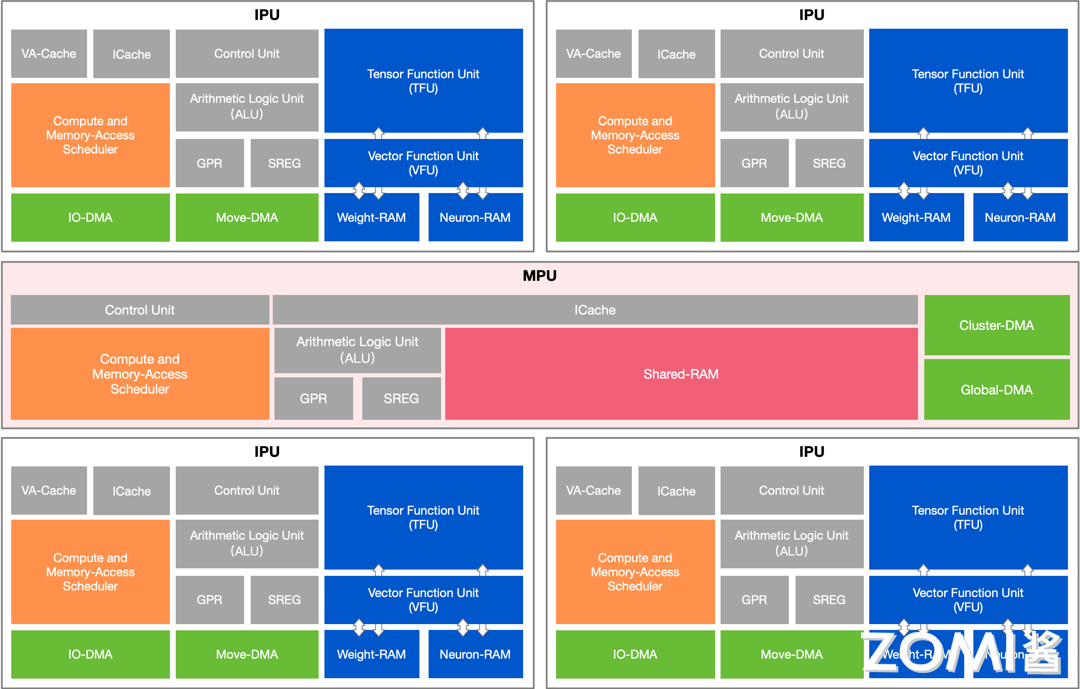 IPU
VA-Cache
ICache
Control Unit
Tensor Function Unit
(TFU)
Arithmetic Logic Unit
(ALU)
Compute and
Memory-Access
Scheduler
GPR
SREG
Vector Function Unit
(VFU)
IO-DMA
Move-DMA
Weight-RAM
Neuron-RAM
IPU
VA-Cache
ICache
Control Unit
Tensor Function Unit
(TFU)
Arithmetic Logic Unit
(ALU)
Compute and
Memory-Access
Scheduler
GPR
SREG
Vector Function Unit
(VFU)
IO-DMA
Move-DMA
Weight-RAM
Neuron-RAM
MPU
Control Unit
ICache
Cluster-DMA
Compute and
Memory-Access
Scheduler
Arithmetic Logic Unit
(ALU)
GPR
SREG
Shared-RAM
Global-DMA
IPU
VA-Cache
ICache
Control Unit
Tensor Function Unit
(TFU)
Arithmetic Logic Unit
(ALU)
Compute and
Memory-Access
Scheduler
GPR
SREG
Vector Function Unit
(VFU)
IO-DMA
Move-DMA
Weight-RAM
Neuron-RAM
IPU
VA-Cache
ICache
Control Unit
Tensor Function Unit
(TFU)
Arithmetic Logic Unit
(ALU)
Compute and
Memory-Access
Scheduler
GPR
SREG
Vector Function Unit
(VFU)
IO-DMA
Move-DMA
Weight-RAM
ZOMI酱